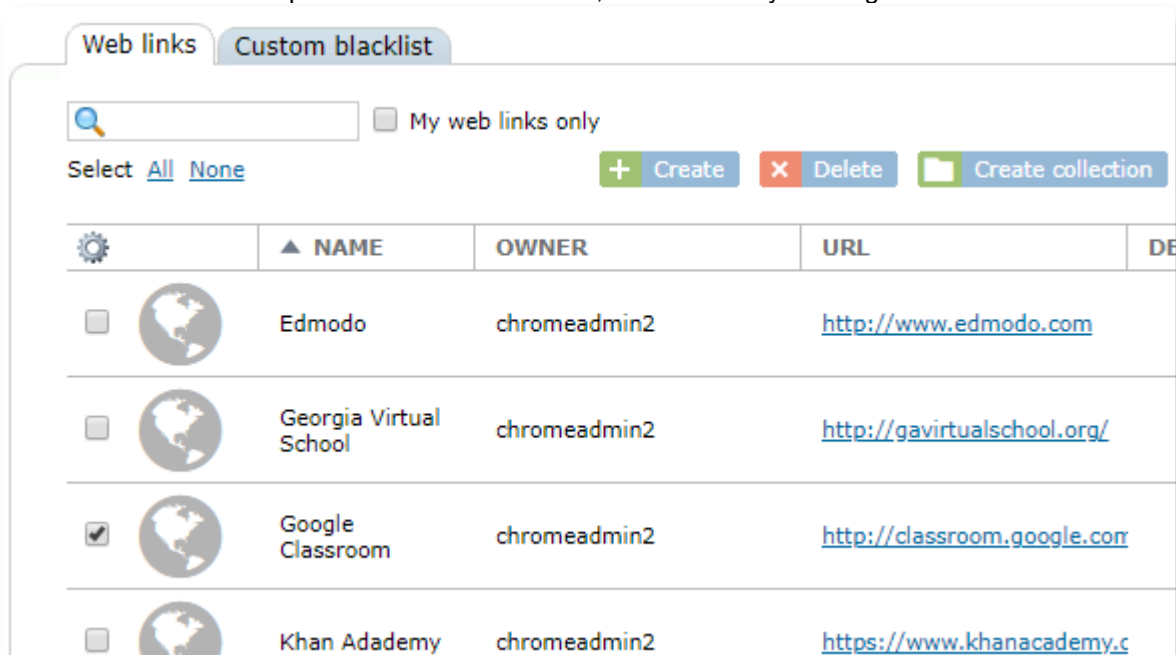 Web links Custom blacklist
My web links only
Select All None Create Delete Create collection
NAME OWNER URL DE
Edmodo chromeadmin2 http://www.edmodo.com
Georgia Virtual
School chromeadmin2 http://gavirtualschool.org/
Google
Classroom chromeadmin2 http://classroom.google.com
Khan Adademy chromeadmin2 https://www.khanacademy.c